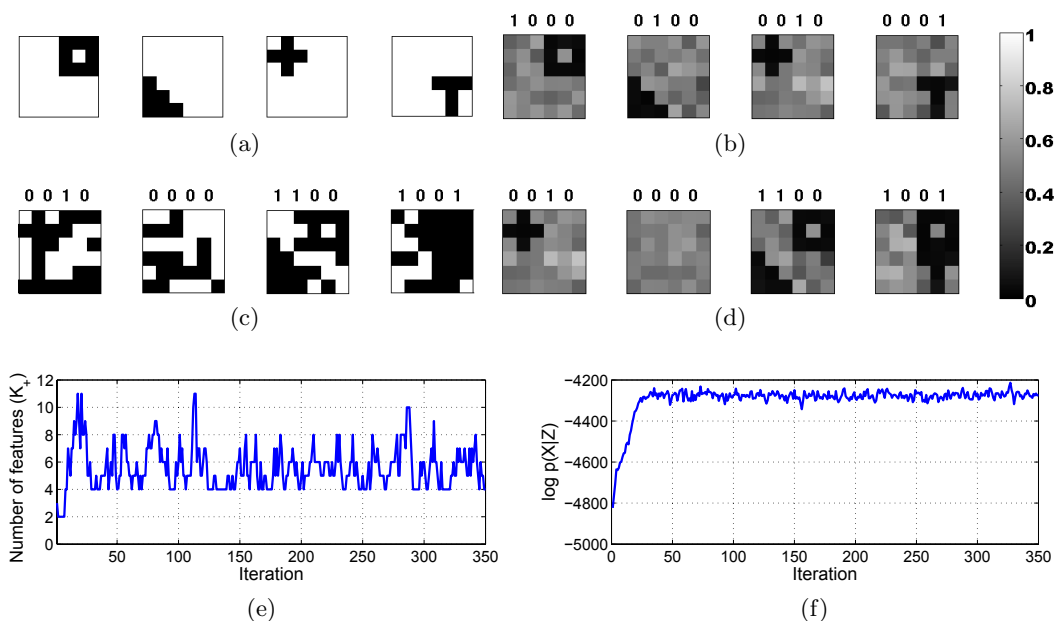 1 0 0 0
0 1 0 0
0 0 1 0
0 0 0 1
1
0.8
0.6
0.4
0.2
0
(a)
(b)
0 0 1 0
0 0 0 0
1 1 0 0
1 0 0 1
0 0 1 0
0 0 0 0
1 1 0 0
1 0 0 1
(c)
(d)
Number of features (K+)
12
10
8
6
4
2
0
50
100
150
200
250
300
350
Iteration
(e)
log p(X|Z)
−4200
−4400
−4600
−4800
−5000
0
50
100
150
200
250
300
350
Iteration
(f)